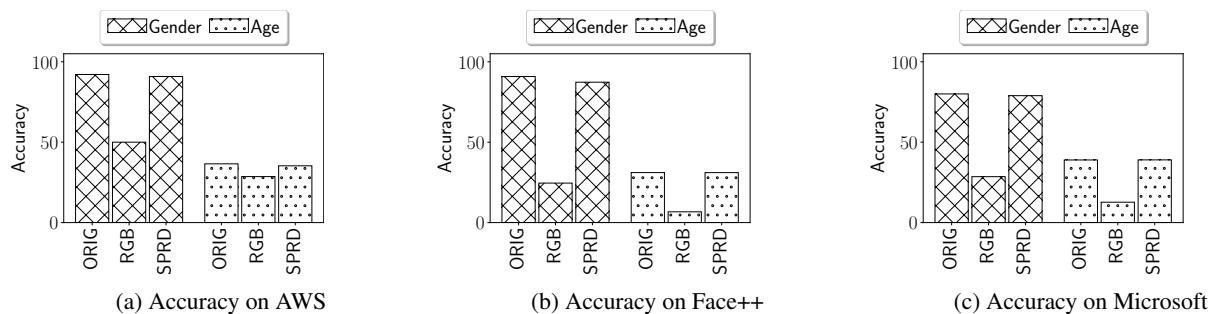 Gender Age
100
50
0
Accuracy
ORIG RGB SPRD ORIG RGB SPRD
(a) Accuracy on AWS
Gender Age
100
50
0
Accuracy
ORIG RGB SPRD ORIG RGB SPRD
(b) Accuracy on Face++
Gender Age
100
50
0
Accuracy
ORIG RGB SPRD ORIG RGB SPRD
(c) Accuracy on Microsoft